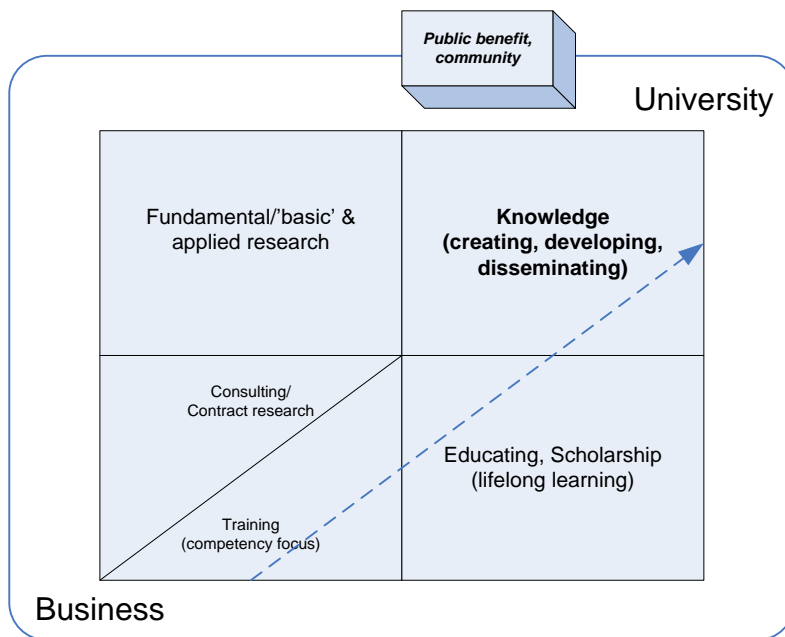 Public benefit,
community
University
Fundamental/'basic' &
applied research
Knowledge
(creating, developing,
disseminating)
Consulting/
Contract research
Educating, Scholarship
(lifelong learning)
Training
(competency focus)
Business